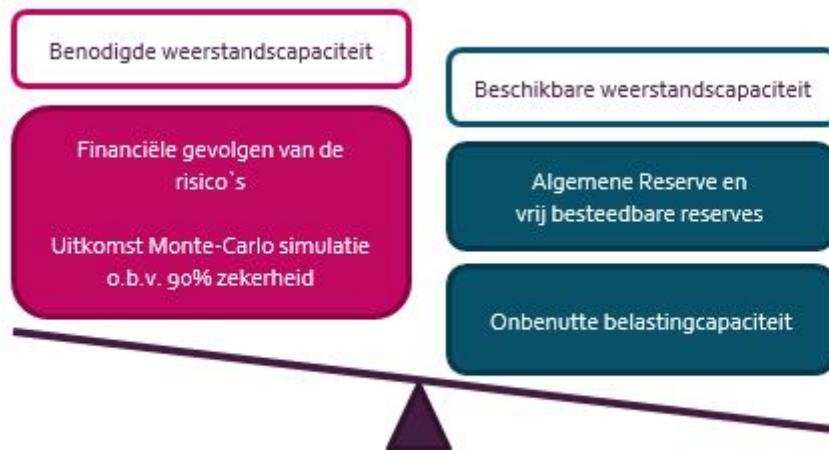 Benodigde weerstandscapaciteit
Financiële gevolgen van de
risico`s
Uitkomst Monte-Carlo simulatie
o.b.v. 90% zekerheid
Beschikbare weerstandscapaciteit
Algemene Reserve en
vrij besteedbare reserves
Onbenutte belastingcapaciteit